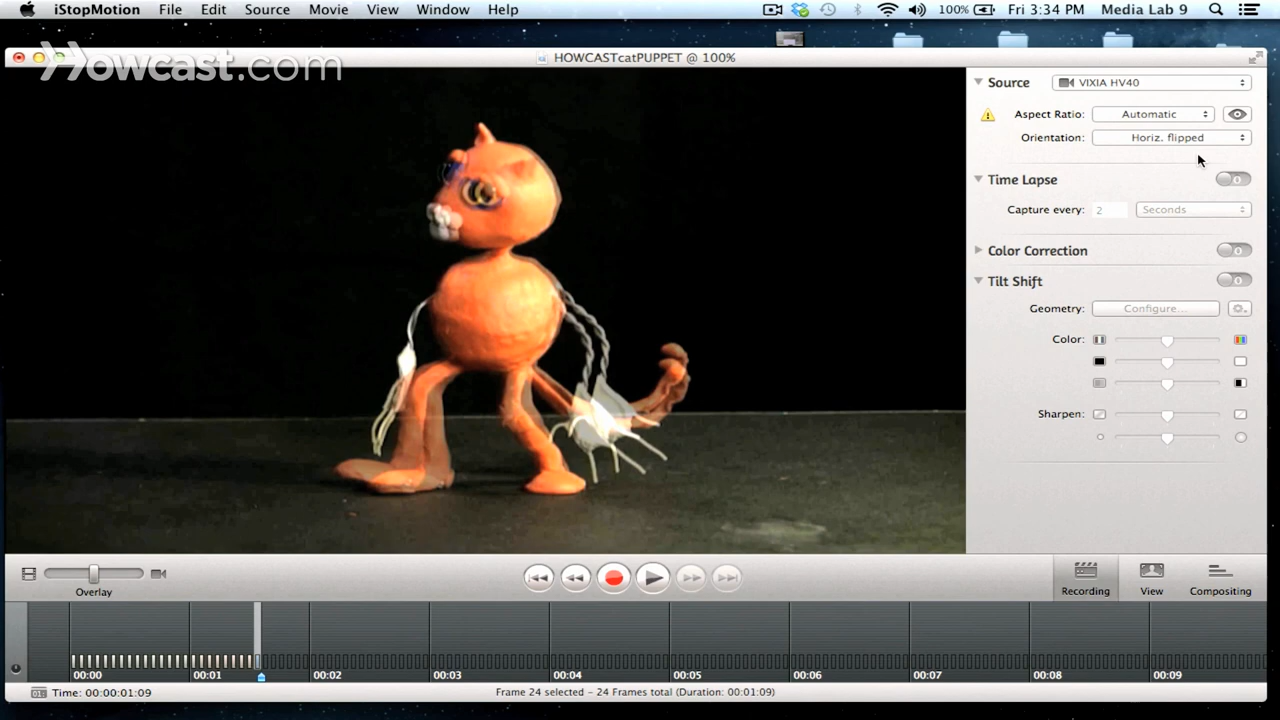 iStopMotion File Edit Source Movie View Window Help 100% Fri 3:34 PM Media Lab 9
HOWCASTcatPUPPET @ 100%
Howcast.com
Source VIXIA HV40
Aspect Ratio: Automatic
Orientation: Horiz. flipped
Time Lapse
Capture every: 2 Seconds
Color Correction
Tilt Shift
Geometry: Configure...
Color:
Sharpen:
Overlay
Recording View Compositing
00:00 00:01 00:02 00:03 00:04 00:05 00:06 00:07 00:08 00:09
Time: 00:00:01:09 Frame 24 selected – 24 Frames total (Duration: 00:01:09)